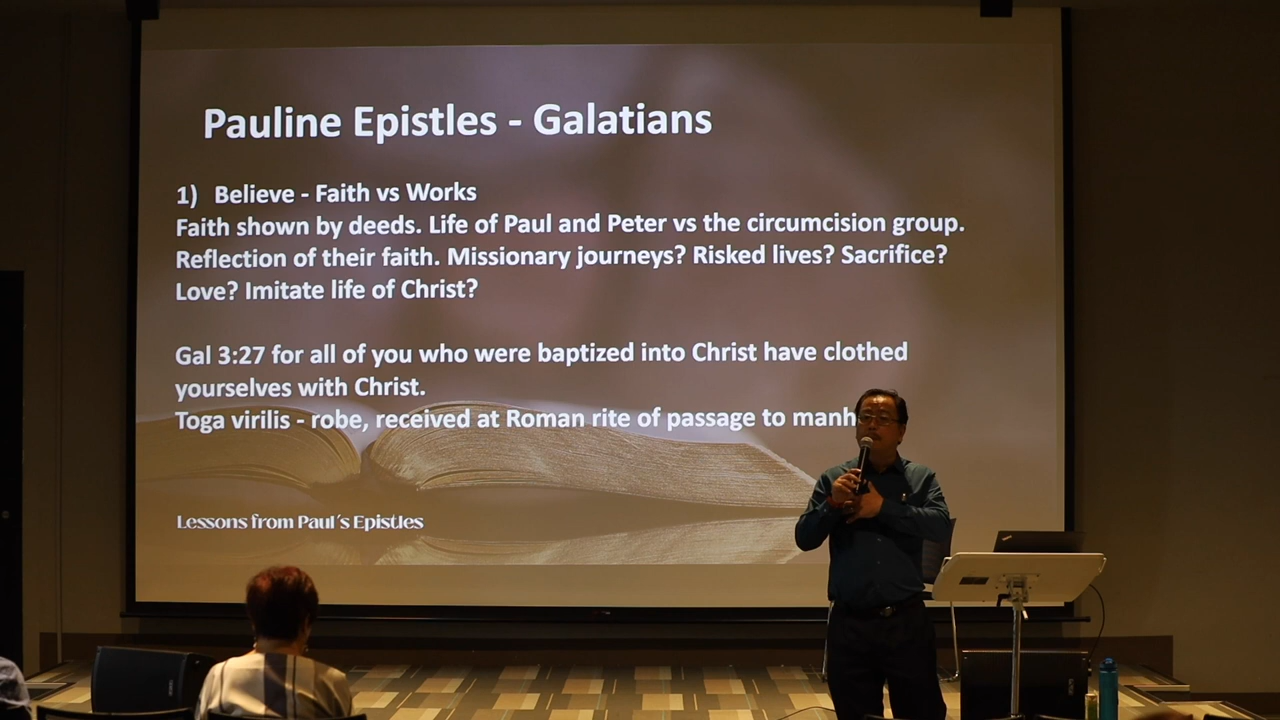 Pauline Epistles - Galatians
1) Believe - Faith vs Works
Faith shown by deeds. Life of Paul and Peter vs the circumcision group.
Reflection of their faith. Missionary journeys? Risked lives? Sacrifice?
Love? Imitate life of Christ?
Gal 3:27 for all of you who were baptized into Christ have clothed
yourselves with Christ.
Toga virilis - robe, received at Roman rite of passage to manh
Lessons from Paul's Epistles